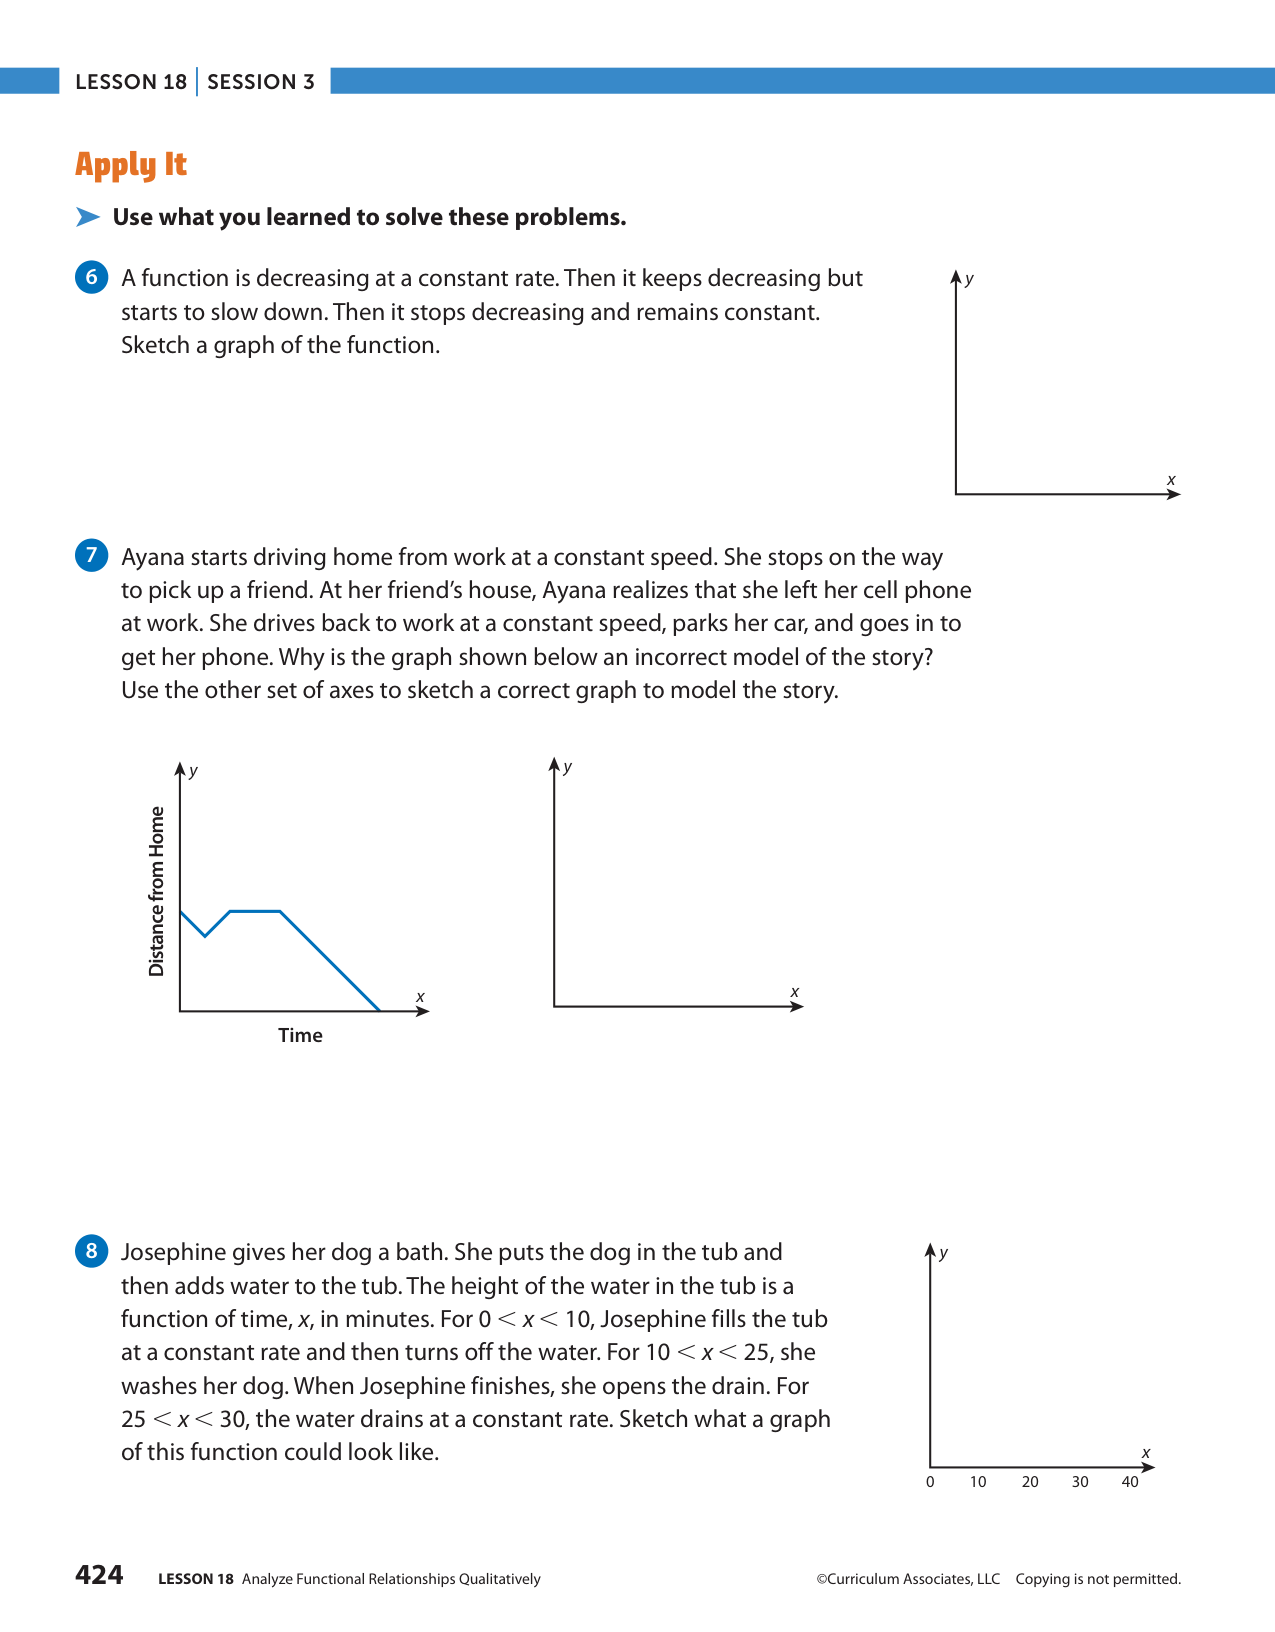 LESSON 18 SESSION 3
Apply It
Use what you learned to solve these problems.
6 A function is decreasing at a constant rate. Then it keeps decreasing but
starts to slow down. Then it stops decreasing and remains constant.
Sketch a graph of the function.
y
x
7 Ayana starts driving home from work at a constant speed. She stops on the way
to pick up a friend. At her friend’s house, Ayana realizes that she left her cell phone
at work. She drives back to work at a constant speed, parks her car, and goes in to
get her phone. Why is the graph shown below an incorrect model of the story?
Use the other set of axes to sketch a correct graph to model the story.
y
Distance from Home
x
Time
y
x
8 Josephine gives her dog a bath. She puts the dog in the tub and
then adds water to the tub. The height of the water in the tub is a
function of time, x, in minutes. For 0 < x < 10, Josephine fills the tub
at a constant rate and then turns off the water. For 10 < x < 25, she
washes her dog. When Josephine finishes, she opens the drain. For
25 < x < 30, the water drains at a constant rate. Sketch what a graph
of this function could look like.
y
x
0 10 20 30 40
424 LESSON 18 Analyze Functional Relationships Qualitatively ©Curriculum Associates, LLC Copying is not permitted.